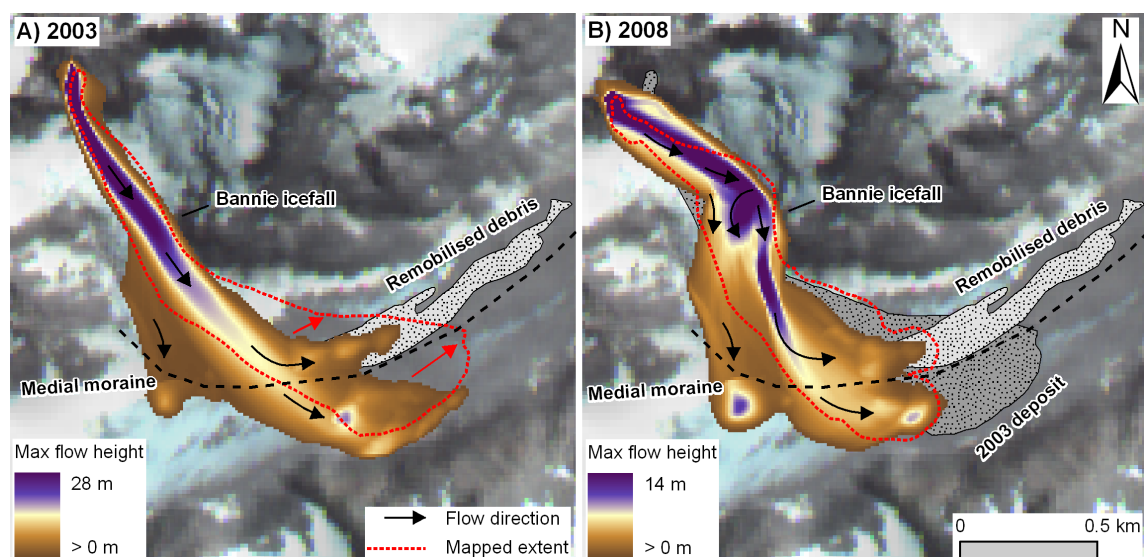 A) 2003
Bannie icefall
Remobilised debris
Medial moraine
Max flow height
28 m
> 0 m
Flow direction
Mapped extent
B) 2008
N
Bannie icefall
Remobilised debris
Medial moraine
2003 deposit
Max flow height
14 m
> 0 m
0 0.5 km